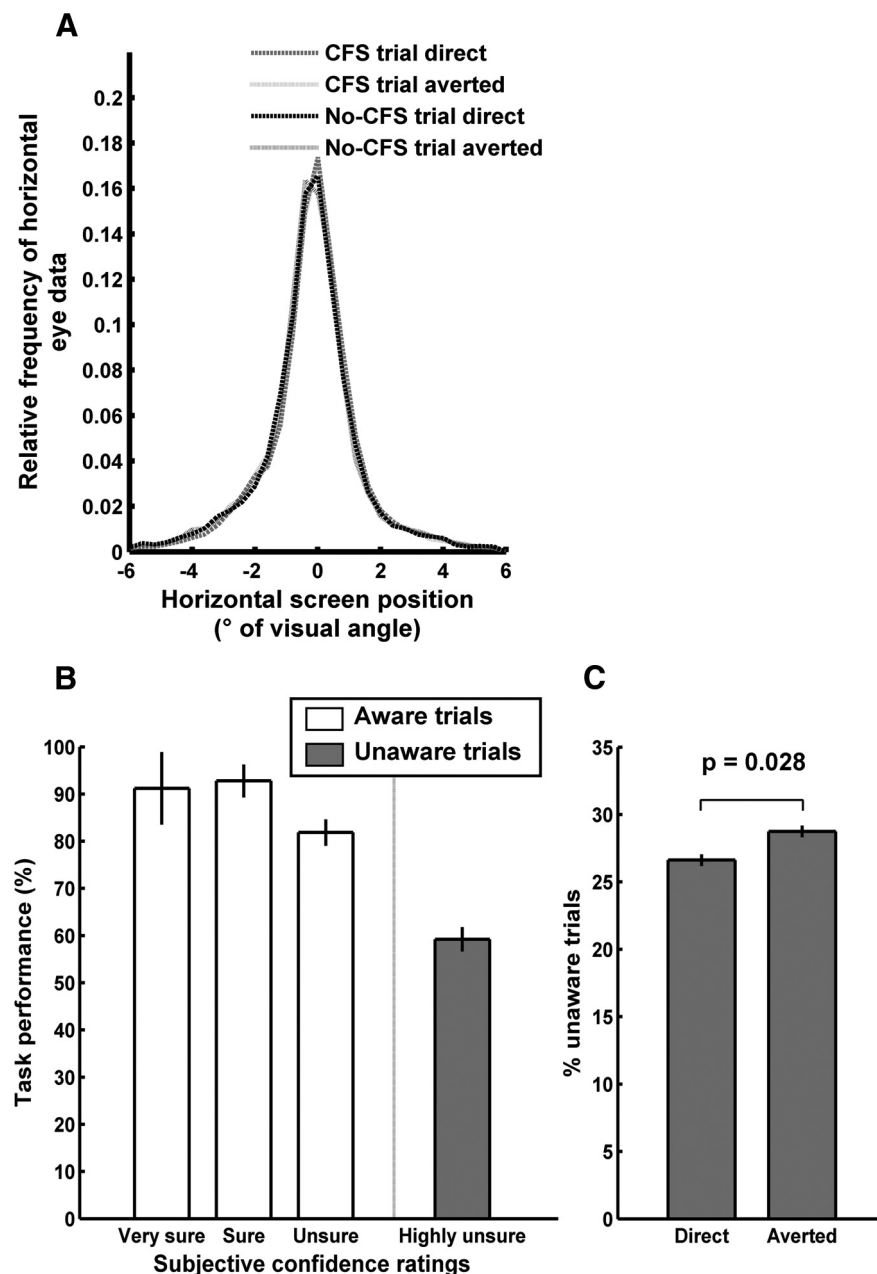 A
CFS trial direct
CFS trial averted
No-CFS trial direct
No-CFS trial averted
Relative frequency of horizontal
eye data
0.2
0.18
0.16
0.14
0.12
0.1
0.08
0.06
0.04
0.02
0
-6
-4
-2
0
2
4
6
Horizontal screen position
(° of visual angle)
B
Aware trials
Unaware trials
Task performance (%)
100
90
80
70
60
50
40
30
20
10
0
Very sure
Sure
Unsure
Highly unsure
Subjective confidence ratings
C
p = 0.028
% unaware trials
35
30
25
20
15
10
5
0
Direct
Averted